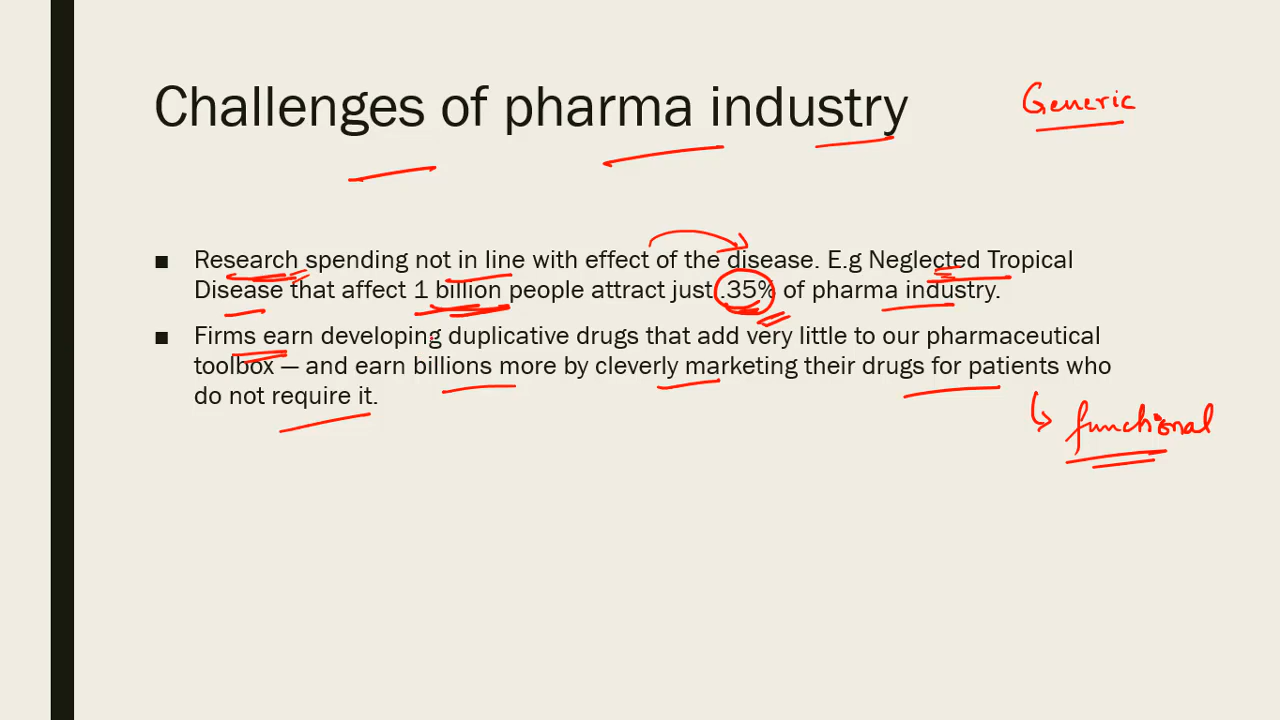 Challenges of pharma industry
Generic
■ Research spending not in line with effect of the disease. E.g Neglected Tropical
Disease that affect 1 billion people attract just .35% of pharma industry.
■ Firms earn developing duplicative drugs that add very little to our pharmaceutical
toolbox — and earn billions more by cleverly marketing their drugs for patients who
do not require it.
functional